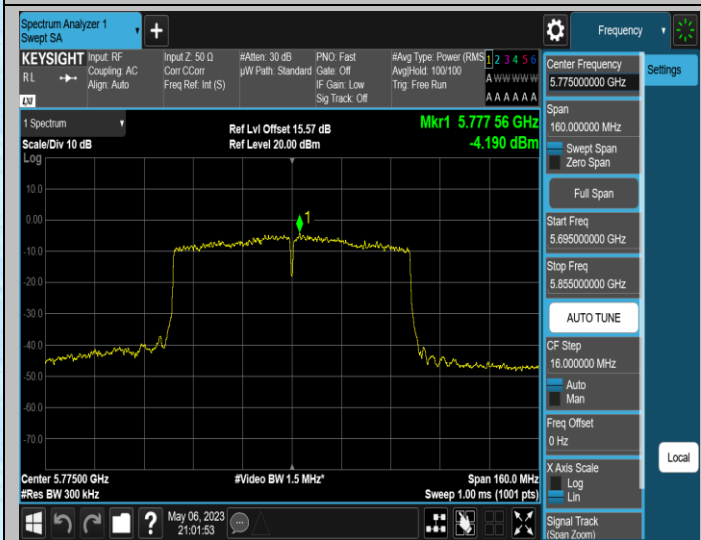 Spectrum Analyzer 1
Swept SA
Frequency
KEYSIGHT
R L
LXI
Input: RF
Coupling: AC
Align: Auto
Input Z: 50 Ω
Corr CCorr
Freq Ref: Int (S)
#Atten: 30 dB
µW Path: Standard
PNO: Fast
Gate: Off
IF Gain: Low
Sig Track: Off
#Avg Type: Power (RMS)
Avg|Hold: 100/100
Trig: Free Run
1 2 3 4 5 6
A W W W W W
A A A A A A
1 Spectrum
Scale/Div 10 dB
Ref Lvl Offset 15.57 dB
Ref Level 20.00 dBm
Mkr1 5.777 56 GHz
-4.190 dBm
Log
10.0
0.00
-10.0
-20.0
-30.0
-40.0
-50.0
-60.0
-70.0
1
Center 5.77500 GHz
#Res BW 300 kHz
#Video BW 1.5 MHz*
Span 160.0 MHz
Sweep 1.00 ms (1001 pts)
Center Frequency
5.775000000 GHz
Settings
Span
160.000000 MHz
Swept Span
Zero Span
Full Span
Start Freq
5.695000000 GHz
Stop Freq
5.855000000 GHz
AUTO TUNE
CF Step
16.000000 MHz
Auto
Man
Freq Offset
0 Hz
X Axis Scale
Log
Lin
Local
Signal Track
(Span Zoom)
?
May 06, 2023
21:01:53